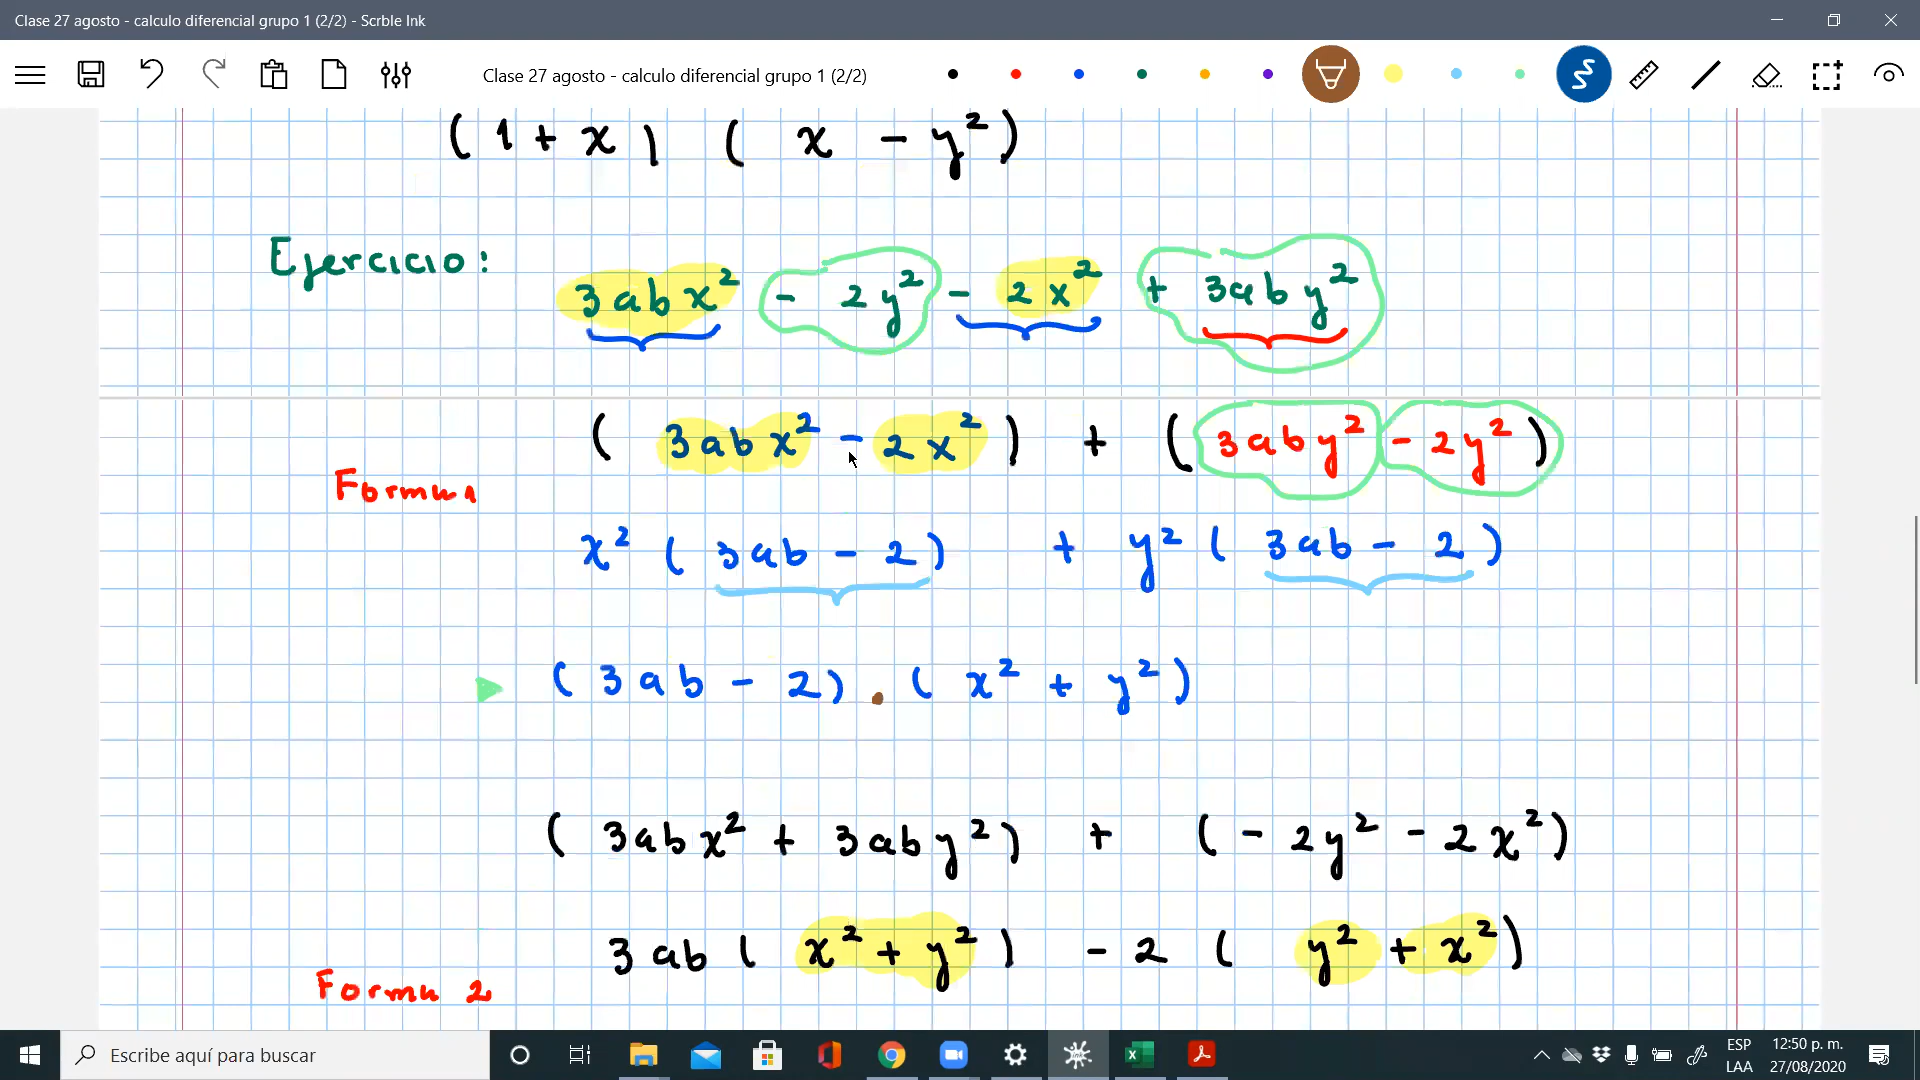 Clase 27 agosto - calculo diferencial grupo 1 (2/2) - Scrble Ink
Clase 27 agosto - calculo diferencial grupo 1 (2/2)
(1 + x) (x - y²)
Ejercicio: 3abx² - 2y² - 2x² + 3aby²
(3abx² - 2x²) + (3aby² - 2y²)
Forma 1
x² (3ab - 2) + y² (3ab - 2)
(3ab - 2) . (x² + y²)
(3abx² + 3aby²) + (-2y² - 2x²)
3ab (x² + y²) - 2 (y² + x²)
Forma 2
Escribe aquí para buscar
ESP
LAA
12:50 p. m.
27/08/2020